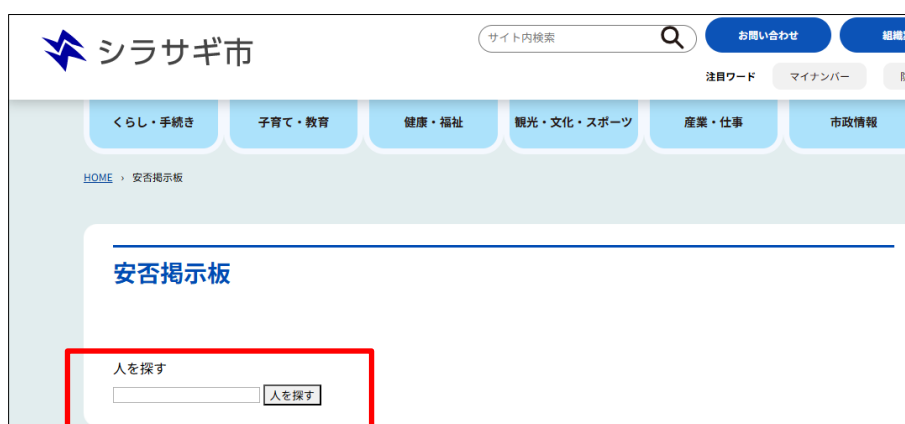 シラサギ市
サイト内検索
お問い合わせ
注目ワード
マイナンバー
くらし・手続き
子育て・教育
健康・福祉
観光・文化・スポーツ
産業・仕事
市政情報
HOME › 安否掲示板
安否掲示板
人を探す
人を探す